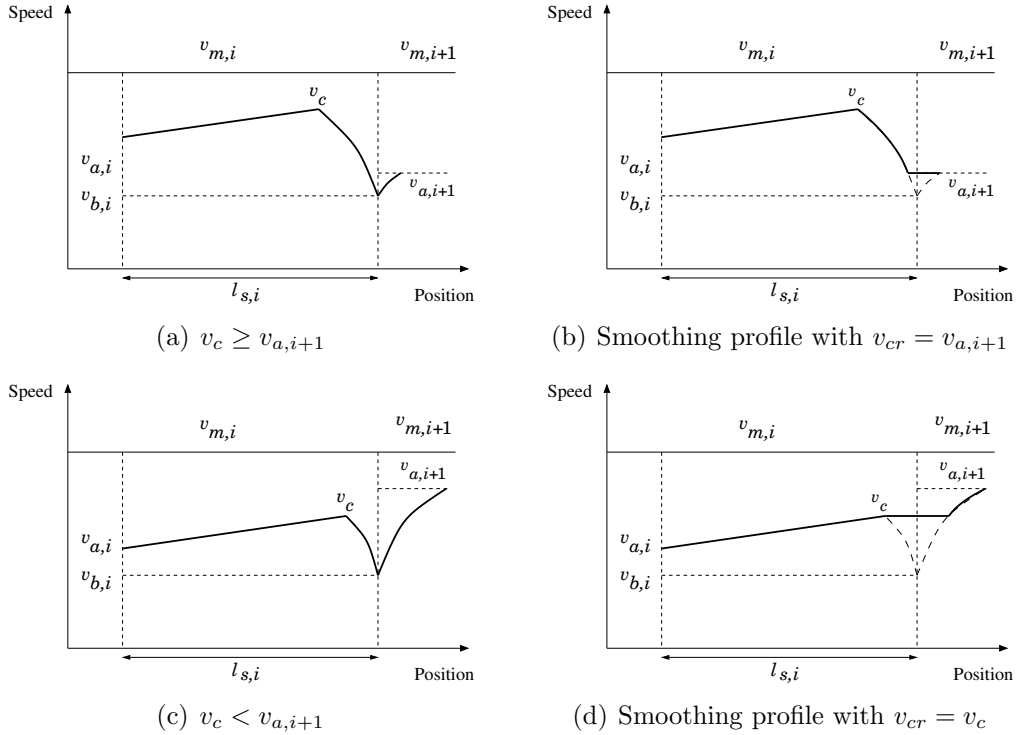 Speed
v_{m,i}
v_{m,i+1}
v_c
v_{a,i}
v_{a,i+1}
v_{b,i}
l_{s,i}
Position
(a) v_c ≥ v_{a,i+1}
Speed
v_{m,i}
v_{m,i+1}
v_c
v_{a,i}
v_{a,i+1}
v_{b,i}
l_{s,i}
Position
(b) Smoothing profile with v_{cr} = v_{a,i+1}
Speed
v_{m,i}
v_{m,i+1}
v_{a,i+1}
v_c
v_{a,i}
v_{b,i}
l_{s,i}
Position
(c) v_c < v_{a,i+1}
Speed
v_{m,i}
v_{m,i+1}
v_{a,i+1}
v_c
v_{a,i}
v_{b,i}
l_{s,i}
Position
(d) Smoothing profile with v_{cr} = v_c